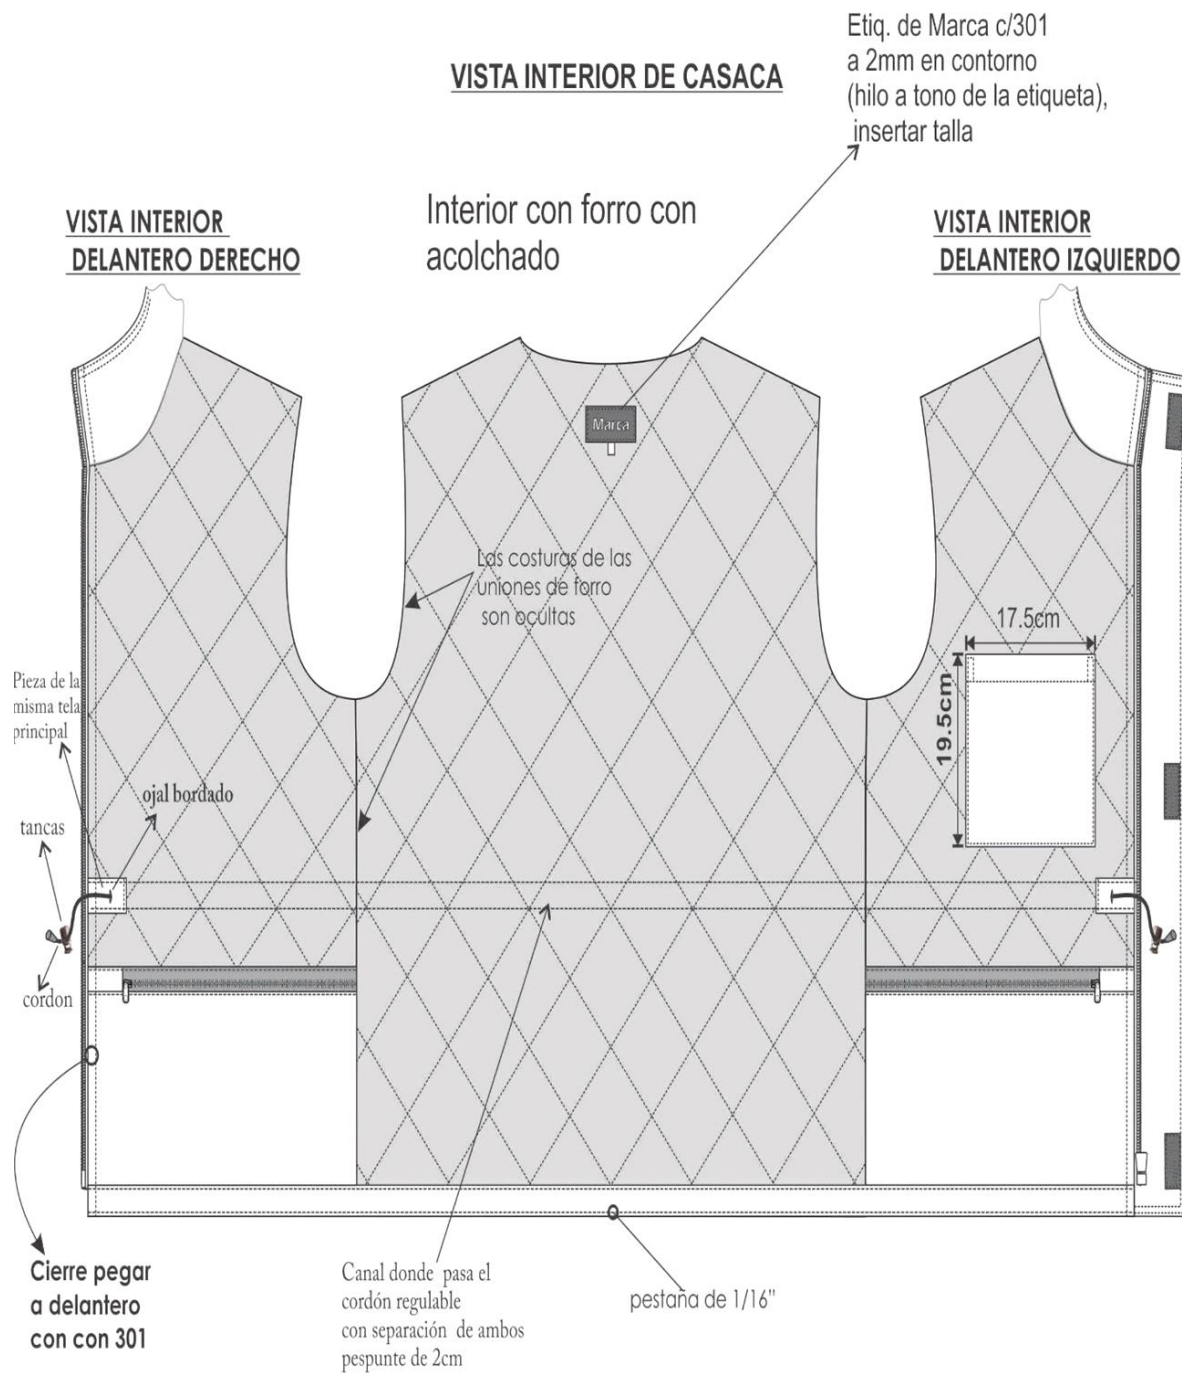 Etiq. de Marca c/301
a 2mm en contorno
(hilo a tono de la etiqueta),
insertar talla
VISTA INTERIOR DE CASACA
Interior con forro con
acolchado
VISTA INTERIOR
DELANTERO DERECHO
VISTA INTERIOR
DELANTERO IZQUIERDO
Marca
Las costuras de las
uniones de forro
son ocultas
17.5cm
19.5cm
Pieza de la
misma tela
principal
ojal bordado
tancas
cordon
Cierre pegar
a delantero
con con 301
Canal donde pasa el
cordón regulable
con separación de ambos
pespunte de 2cm
pestaña de 1/16"